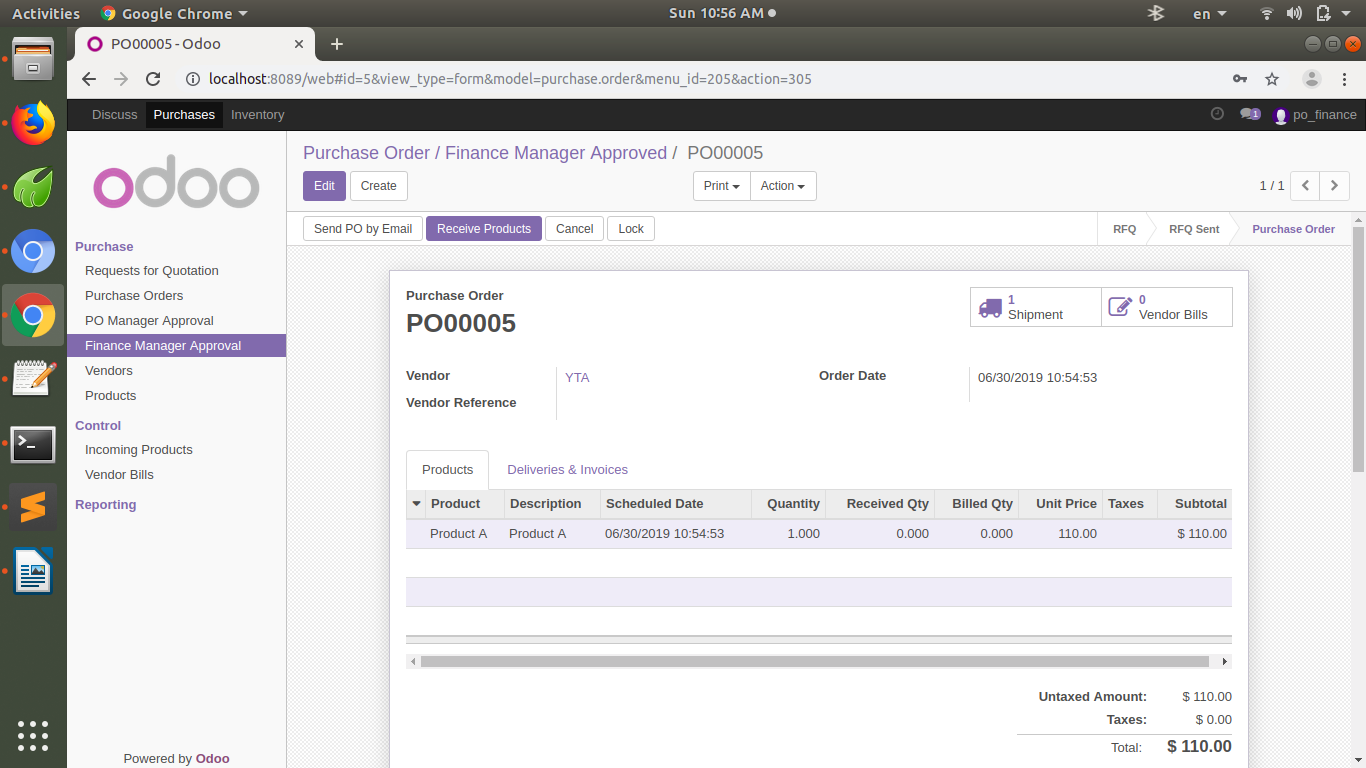 Activities Google Chrome Sun 10:56 AM en
PO00005 - Odoo
localhost:8089/web#id=5&view_type=form&model=purchase.order&menu_id=205&action=305
Discuss Purchases Inventory 1 po_finance
odoo
Purchase
Requests for Quotation
Purchase Orders
PO Manager Approval
Finance Manager Approval
Vendors
Products
Control
Incoming Products
Vendor Bills
Reporting
Powered by Odoo
Purchase Order / Finance Manager Approved / PO00005
Edit Create Print Action 1 / 1
Send PO by Email Receive Products Cancel Lock RFQ RFQ Sent Purchase Order
Purchase Order
PO00005
1 Shipment
0 Vendor Bills
Vendor YTA Order Date 06/30/2019 10:54:53
Vendor Reference
Products Deliveries & Invoices
Product Description Scheduled Date Quantity Received Qty Billed Qty Unit Price Taxes Subtotal
Product A Product A 06/30/2019 10:54:53 1.000 0.000 0.000 110.00 $ 110.00
Untaxed Amount: $ 110.00
Taxes: $ 0.00
Total: $ 110.00